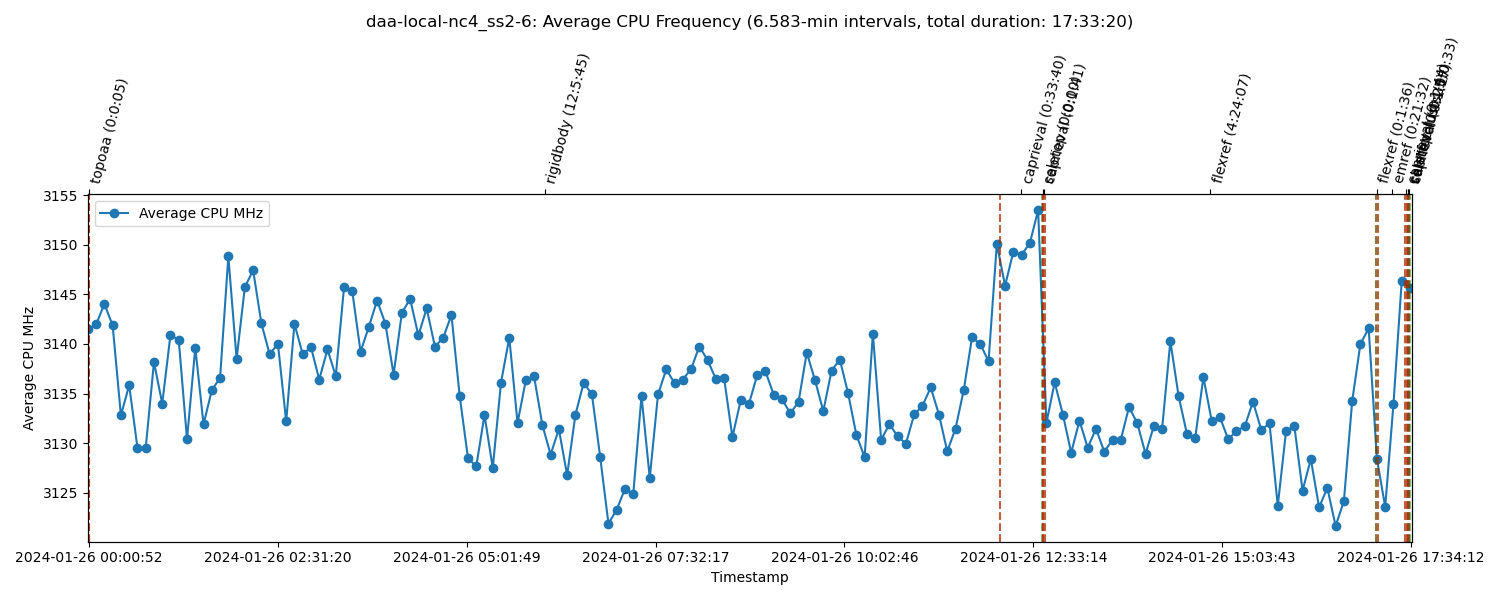 daa-local-nc4_ss2-6: Average CPU Frequency (6.583-min intervals, total duration: 17:33:20)
topoaa (0:0:05)
rigidbody (12:5:45)
caprieval (0:33:40)
flexref (4:24:07)
flexref (0:1:36)
emref (0:21:32)
3155
3150
3145
3140
3135
3130
3125
Average CPU MHz
Average CPU MHz
2024-01-26 00:00:52
2024-01-26 02:31:20
2024-01-26 05:01:49
2024-01-26 07:32:17
2024-01-26 10:02:46
2024-01-26 12:33:14
2024-01-26 15:03:43
2024-01-26 17:34:12
Timestamp